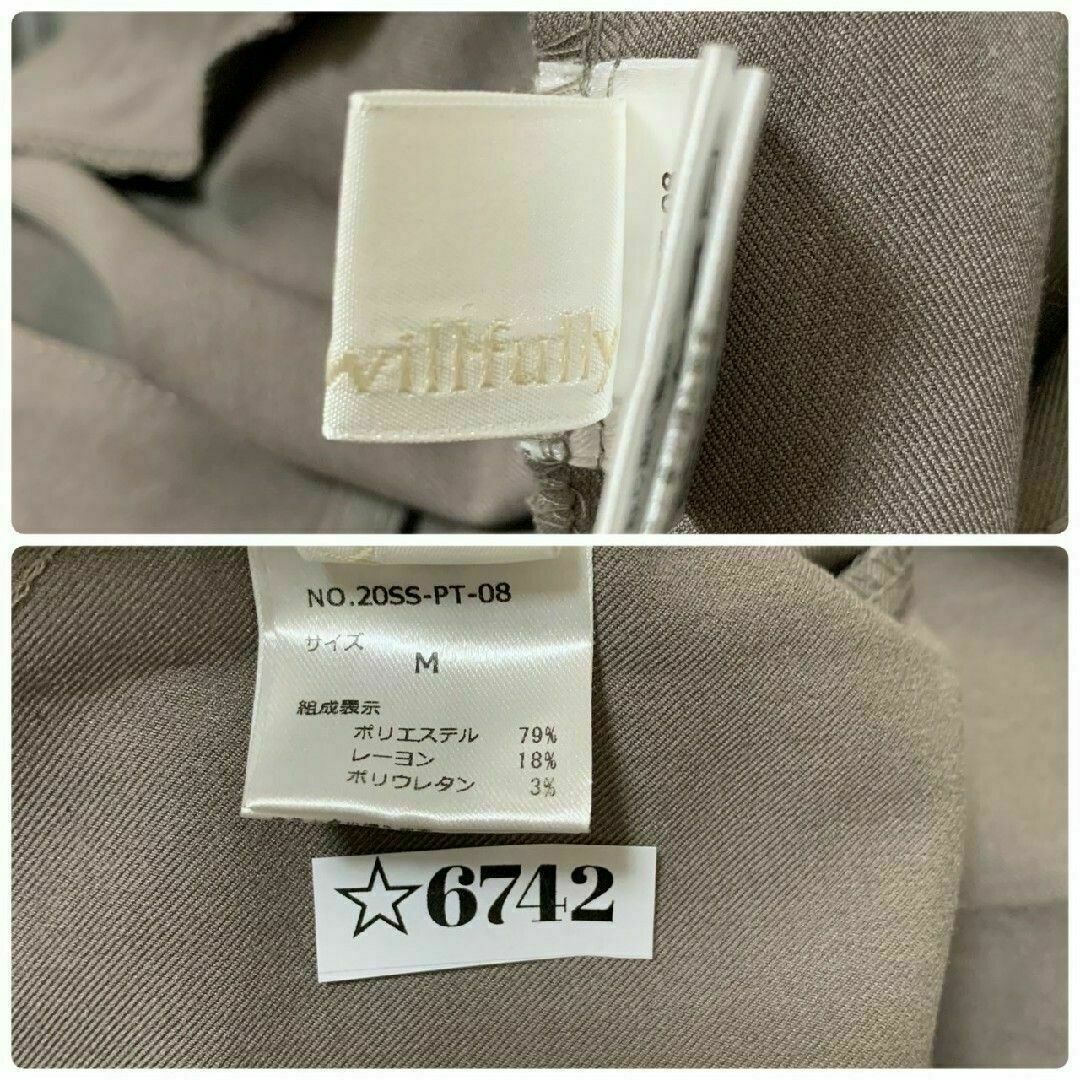 willfully
08
NO.20SS-PT-08
サイズ
M
組成表示
ポリエステル 79%
レーヨン 18%
ポリウレタン 3%
☆6742